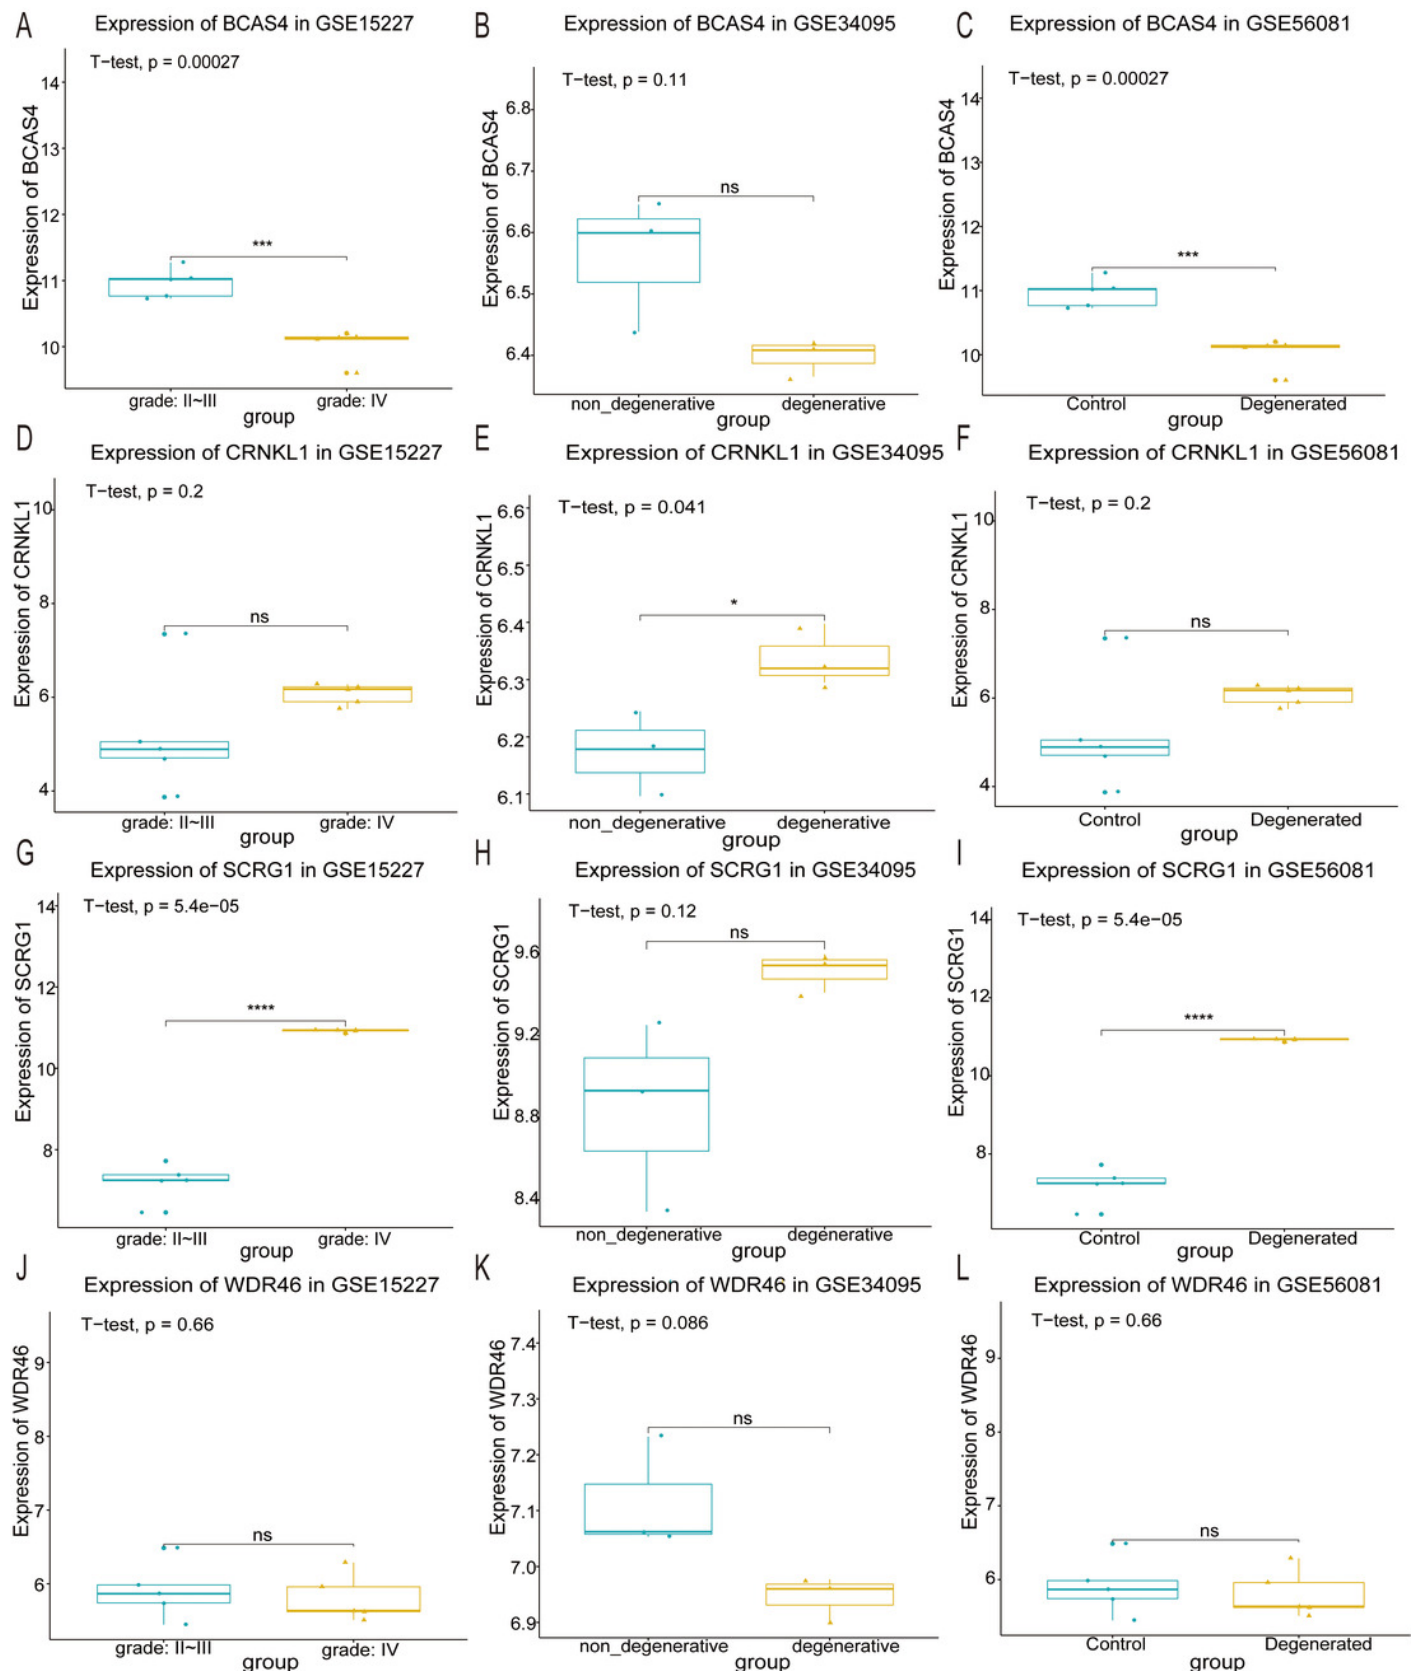 A
Expression of BCAS4 in GSE15227
T-test, p = 0.00027
Expression of BCAS4
14
13
12
11
10
***
grade: II~III
grade: IV
group
B
Expression of BCAS4 in GSE34095
T-test, p = 0.11
Expression of BCAS4
6.8
6.7
6.6
6.5
6.4
ns
non_degenerative
degenerative
group
C
Expression of BCAS4 in GSE56081
T-test, p = 0.00027
Expression of BCAS4
14
13
12
11
10
***
Control
Degenerated
group
D
Expression of CRNKL1 in GSE15227
T-test, p = 0.2
Expression of CRNKL1
10
8
6
4
ns
grade: II~III
grade: IV
group
E
Expression of CRNKL1 in GSE34095
T-test, p = 0.041
Expression of CRNKL1
6.6
6.5
6.4
6.3
6.2
6.1
*
non_degenerative
degenerative
group
F
Expression of CRNKL1 in GSE56081
T-test, p = 0.2
Expression of CRNKL1
10
8
6
4
ns
Control
Degenerated
group
G
Expression of SCRG1 in GSE15227
T-test, p = 5.4e-05
Expression of SCRG1
14
12
10
8
****
grade: II~III
grade: IV
group
H
Expression of SCRG1 in GSE34095
T-test, p = 0.12
Expression of SCRG1
9.6
9.2
8.8
8.4
ns
non_degenerative
degenerative
group
I
Expression of SCRG1 in GSE56081
T-test, p = 5.4e-05
Expression of SCRG1
14
12
10
8
****
Control
Degenerated
group
J
Expression of WDR46 in GSE15227
T-test, p = 0.66
Expression of WDR46
9
8
7
6
ns
grade: II~III
grade: IV
group
K
Expression of WDR46 in GSE34095
T-test, p = 0.086
Expression of WDR46
7.4
7.3
7.2
7.1
7.0
6.9
ns
non_degenerative
degenerative
group
L
Expression of WDR46 in GSE56081
T-test, p = 0.66
Expression of WDR46
9
8
7
6
ns
Control
Degenerated
group